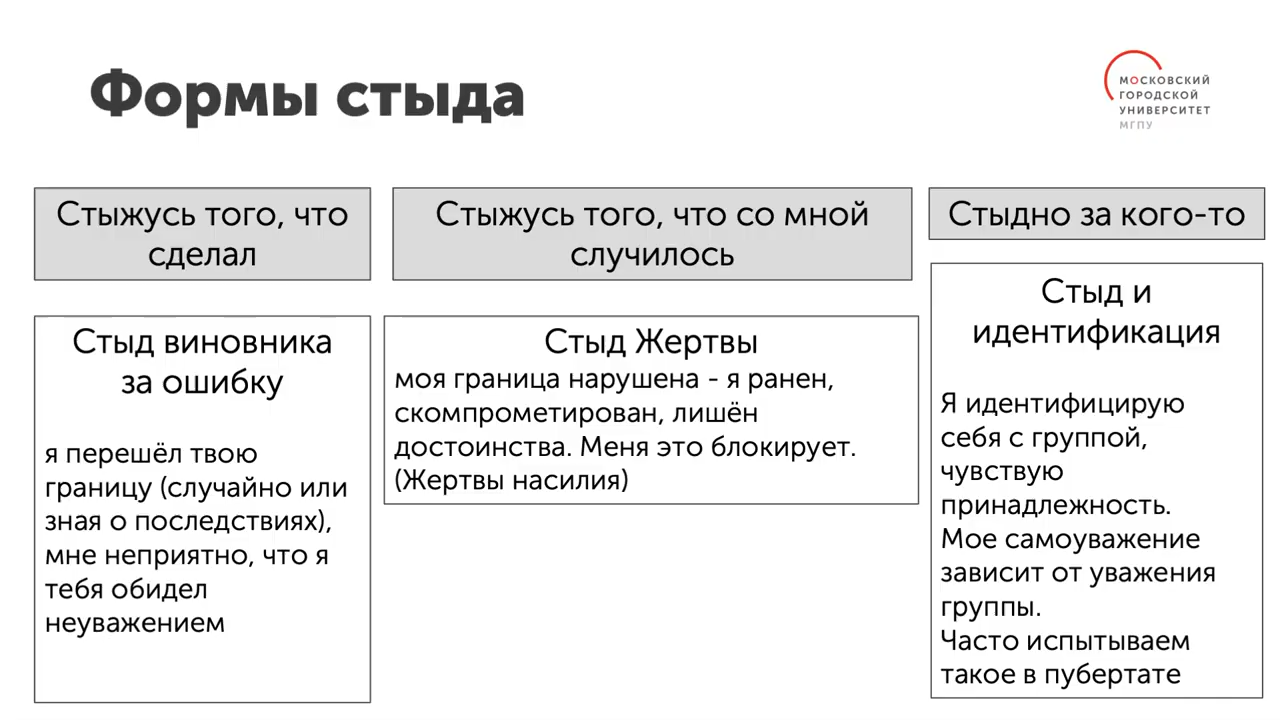 Формы стыда
МОСКОВСКИЙ
ГОРОДСКОЙ
УНИВЕРСИТЕТ
МГПУ
Стыжусь того, что
сделал
Стыд виновника
за ошибку
я перешёл твою
границу (случайно или
зная о последствиях),
мне неприятно, что я
тебя обидел
неуважением
Стыжусь того, что со мной
случилось
Стыд Жертвы
моя граница нарушена - я ранен,
скомпрометирован, лишён
достоинства. Меня это блокирует.
(Жертвы насилия)
Стыдно за кого-то
Стыд и
идентификация
Я идентифицирую
себя с группой,
чувствую
принадлежность.
Мое самоуважение
зависит от уважения
группы.
Часто испытываем
такое в пубертате